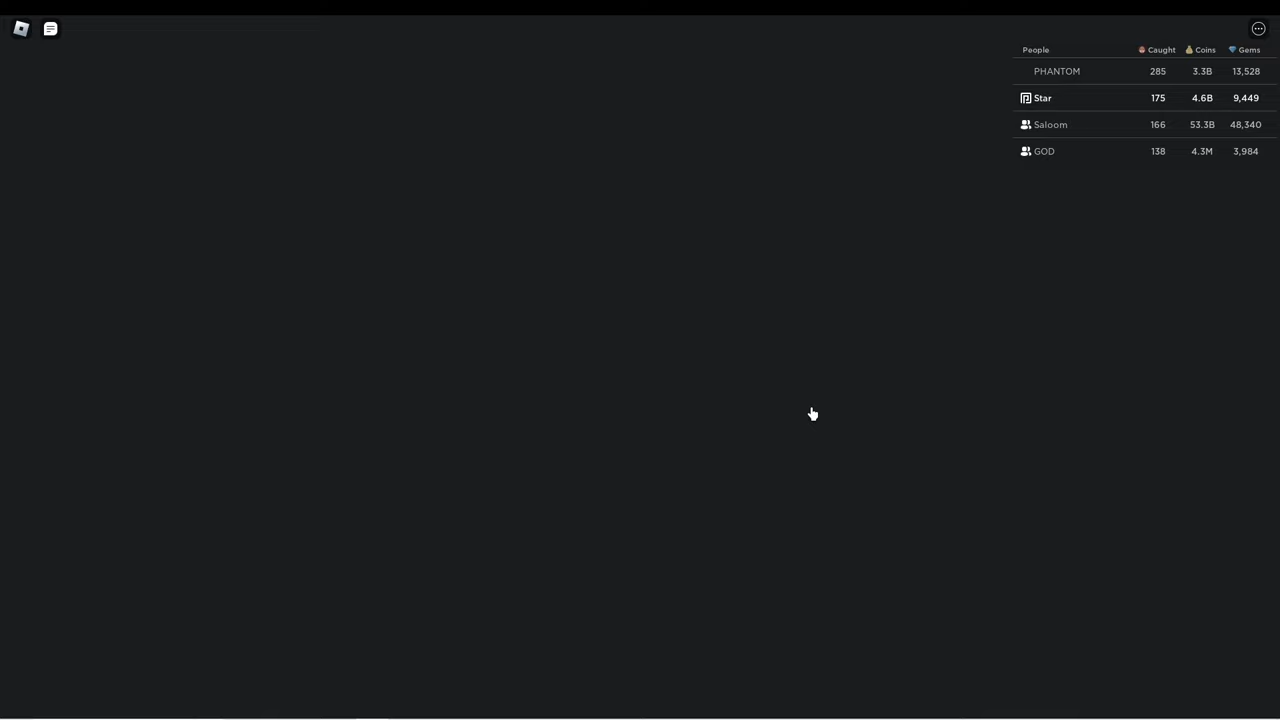 People Caught Coins Gems
PHANTOM 285 3.3B 13,528
Star 175 4.6B 9,449
Saloom 166 53.3B 48,340
GOD 138 4.3M 3,984